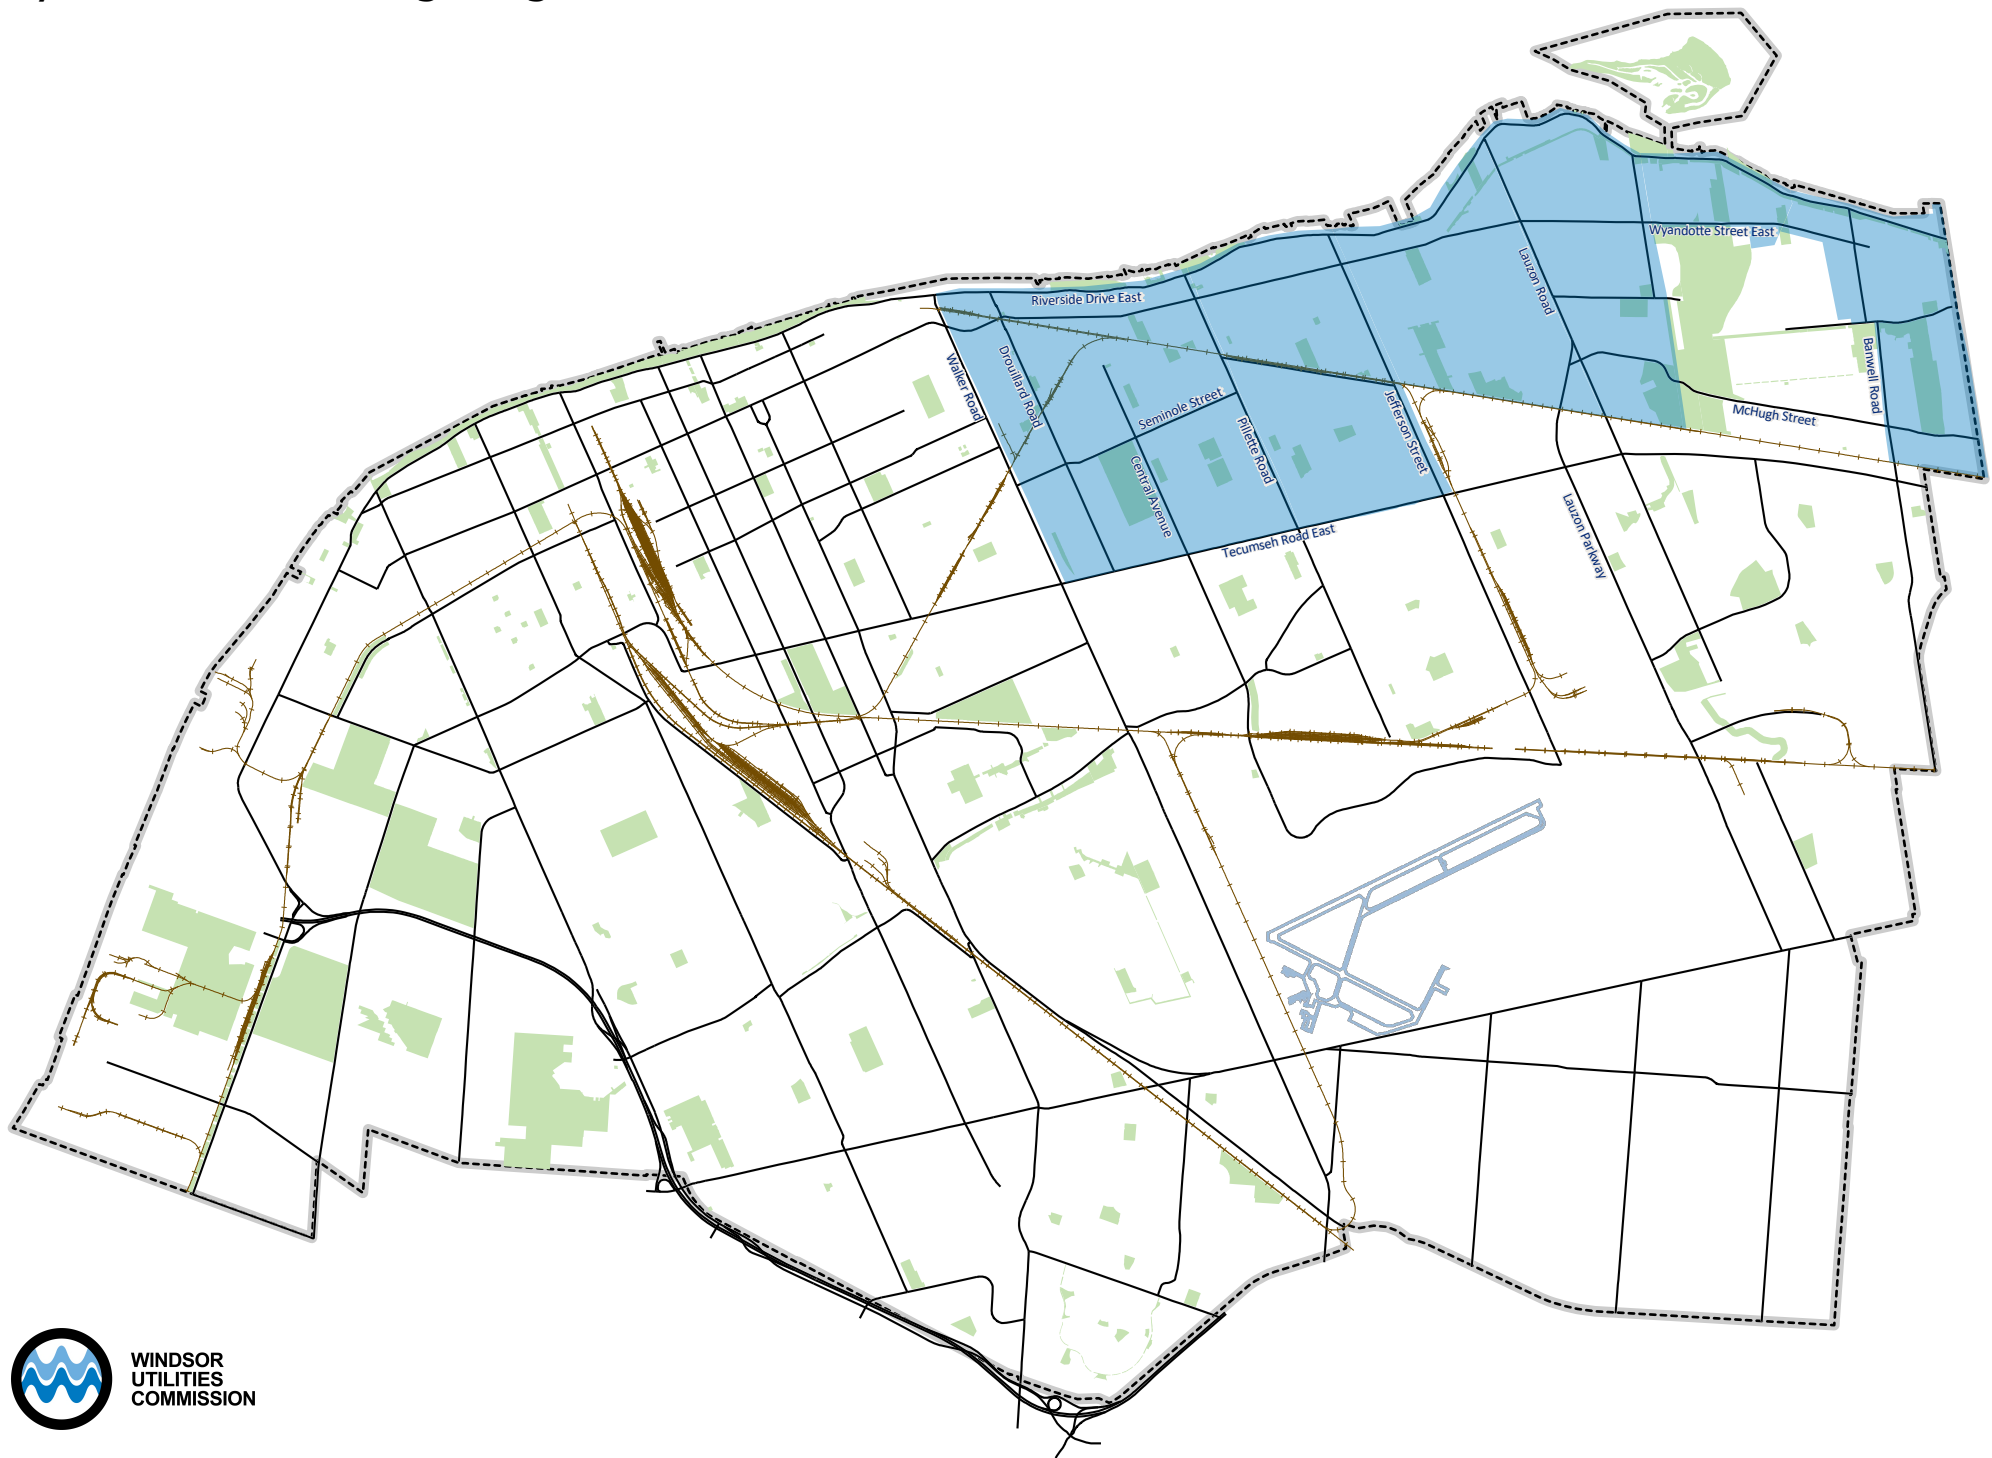 Wyandotte Street East
Lauzon Road
Riverside Drive East
Drouillard Road
Walker Road
Banwell Road
Seminole Street
Jefferson Street
McHugh Street
Pillette Road
Central Avenue
Lauzon Parkway
Tecumseh Road East
WINDSOR
UTILITIES
COMMISSION